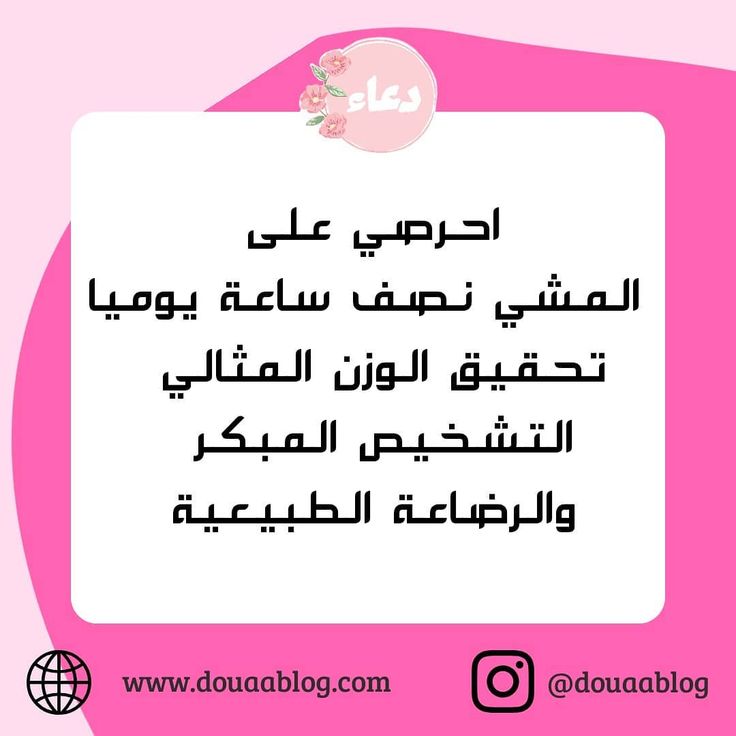 دعاء
احرصي على
المشي نصف ساعة يوميا
تحقيق الوزن المثالي
التشخيص المبكر
والرضاعة الطبيعية
www.douaablog.com
@douaablog